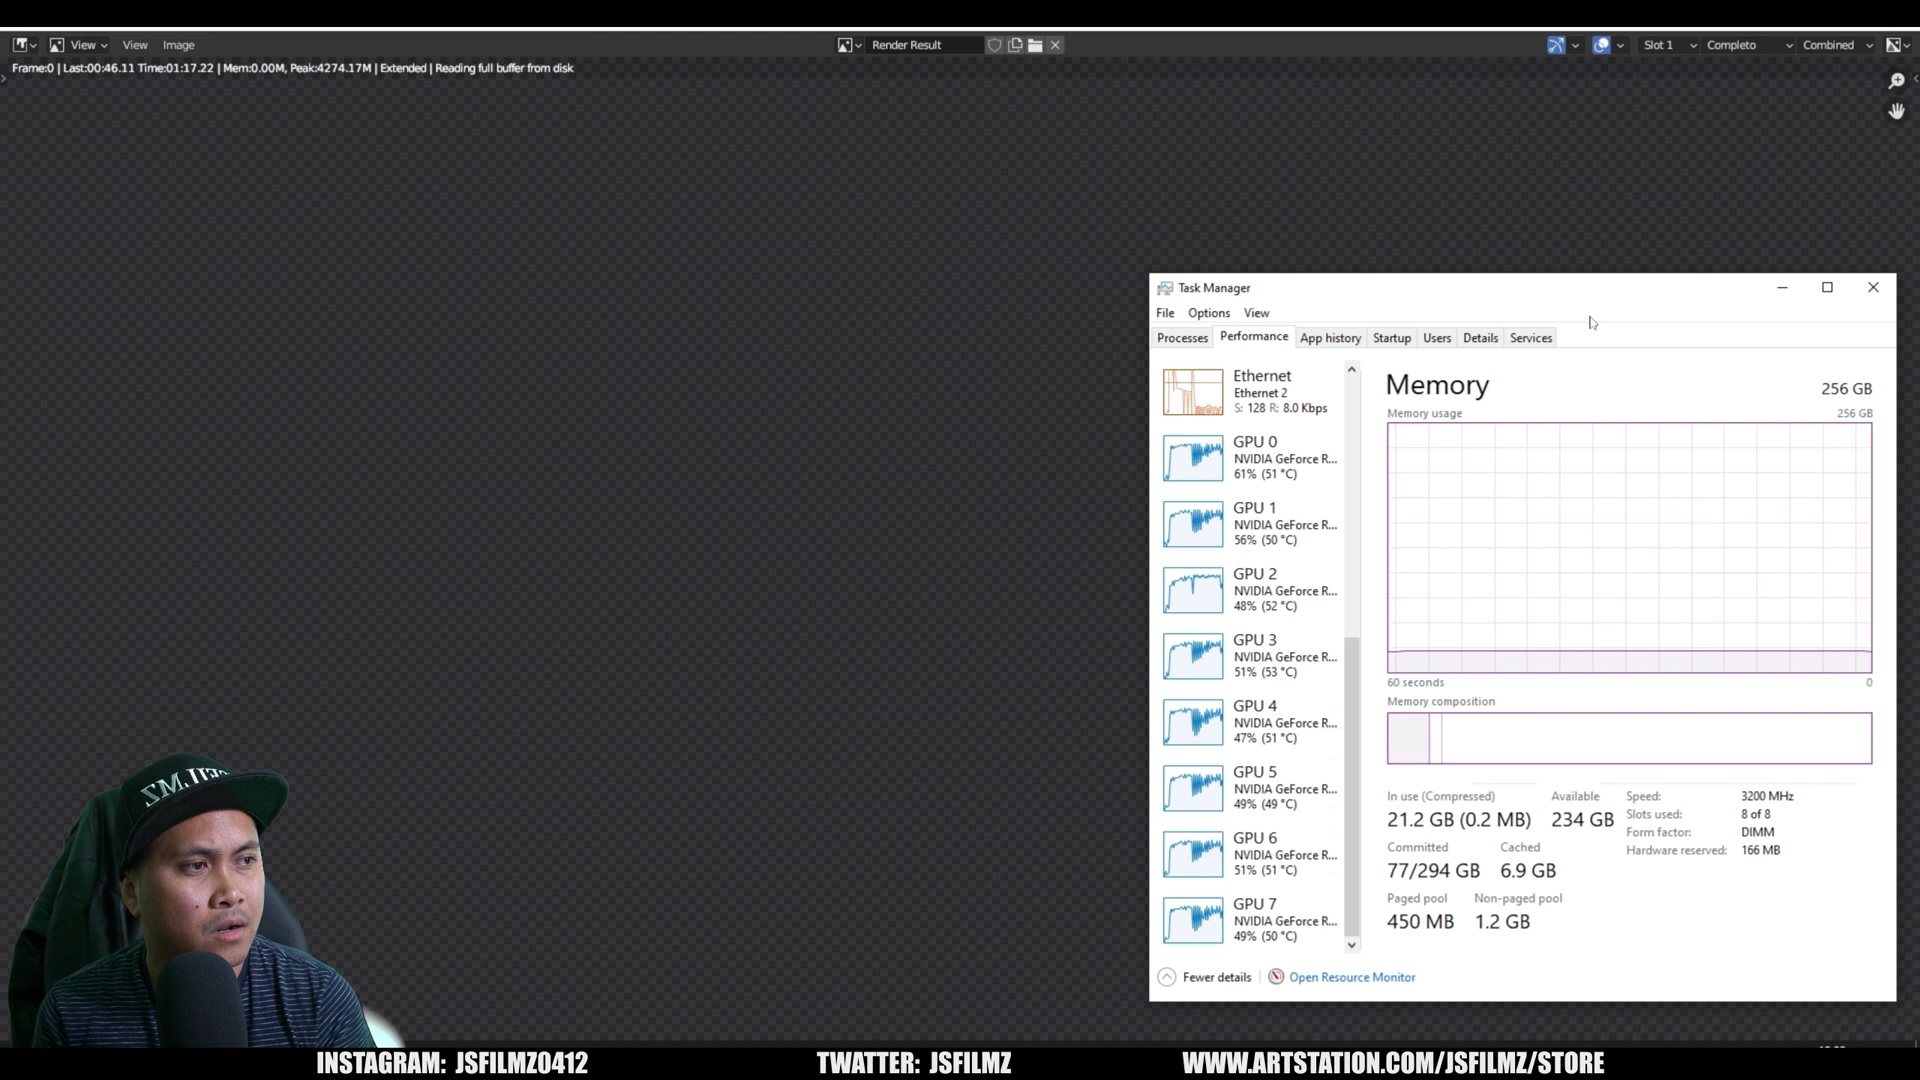 View View Image
Render Result
Slot 1 Completo Combined
Frame:0 | Last:00:46.11 Time:01:17.22 | Mem:0.00M, Peak:4274.17M | Extended | Reading full buffer from disk
Task Manager
File Options View
Processes Performance App history Startup Users Details Services
Ethernet
Ethernet 2
S: 128 R: 8.0 Kbps
GPU 0
NVIDIA GeForce R...
61% (51 °C)
GPU 1
NVIDIA GeForce R...
56% (50 °C)
GPU 2
NVIDIA GeForce R...
48% (52 °C)
GPU 3
NVIDIA GeForce R...
51% (53 °C)
GPU 4
NVIDIA GeForce R...
47% (51 °C)
GPU 5
NVIDIA GeForce R...
49% (49 °C)
GPU 6
NVIDIA GeForce R...
51% (51 °C)
GPU 7
NVIDIA GeForce R...
49% (50 °C)
Memory 256 GB
Memory usage 256 GB
60 seconds 0
Memory composition
In use (Compressed) Available
21.2 GB (0.2 MB) 234 GB
Committed Cached
77/294 GB 6.9 GB
Paged pool Non-paged pool
450 MB 1.2 GB
Speed: 3200 MHz
Slots used: 8 of 8
Form factor: DIMM
Hardware reserved: 166 MB
Fewer details Open Resource Monitor
INSTAGRAM: JSFILMZ0412 TWATTER: JSFILMZ WWW.ARTSTATION.COM/JSFILMZ/STORE